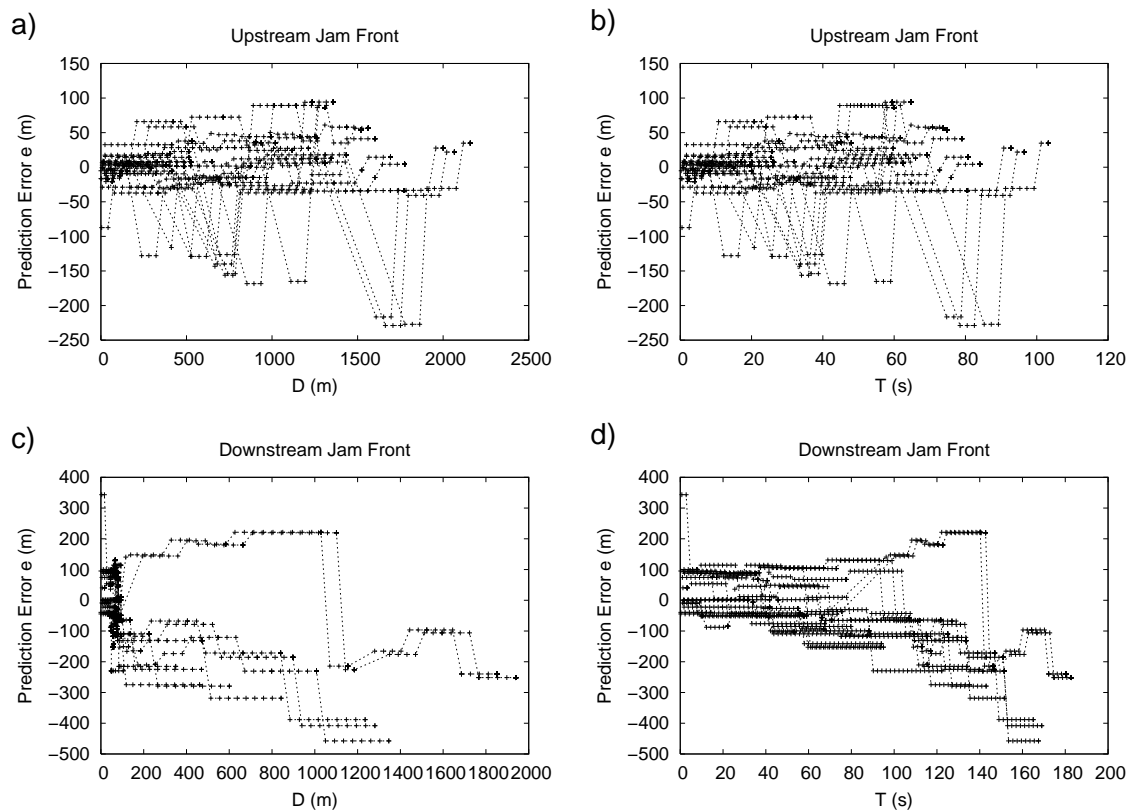 a)
Upstream Jam Front
Prediction Error e (m)
150
100
50
0
−50
−100
−150
−200
−250
0 500 1000 1500 2000 2500
D (m)
b)
Upstream Jam Front
Prediction Error e (m)
150
100
50
0
−50
−100
−150
−200
−250
0 20 40 60 80 100 120
T (s)
c)
Downstream Jam Front
Prediction Error e (m)
400
300
200
100
0
−100
−200
−300
−400
−500
0 200 400 600 800 1000 1200 1400 1600 1800 2000
D (m)
d)
Downstream Jam Front
Prediction Error e (m)
400
300
200
100
0
−100
−200
−300
−400
−500
0 20 40 60 80 100 120 140 160 180 200
T (s)